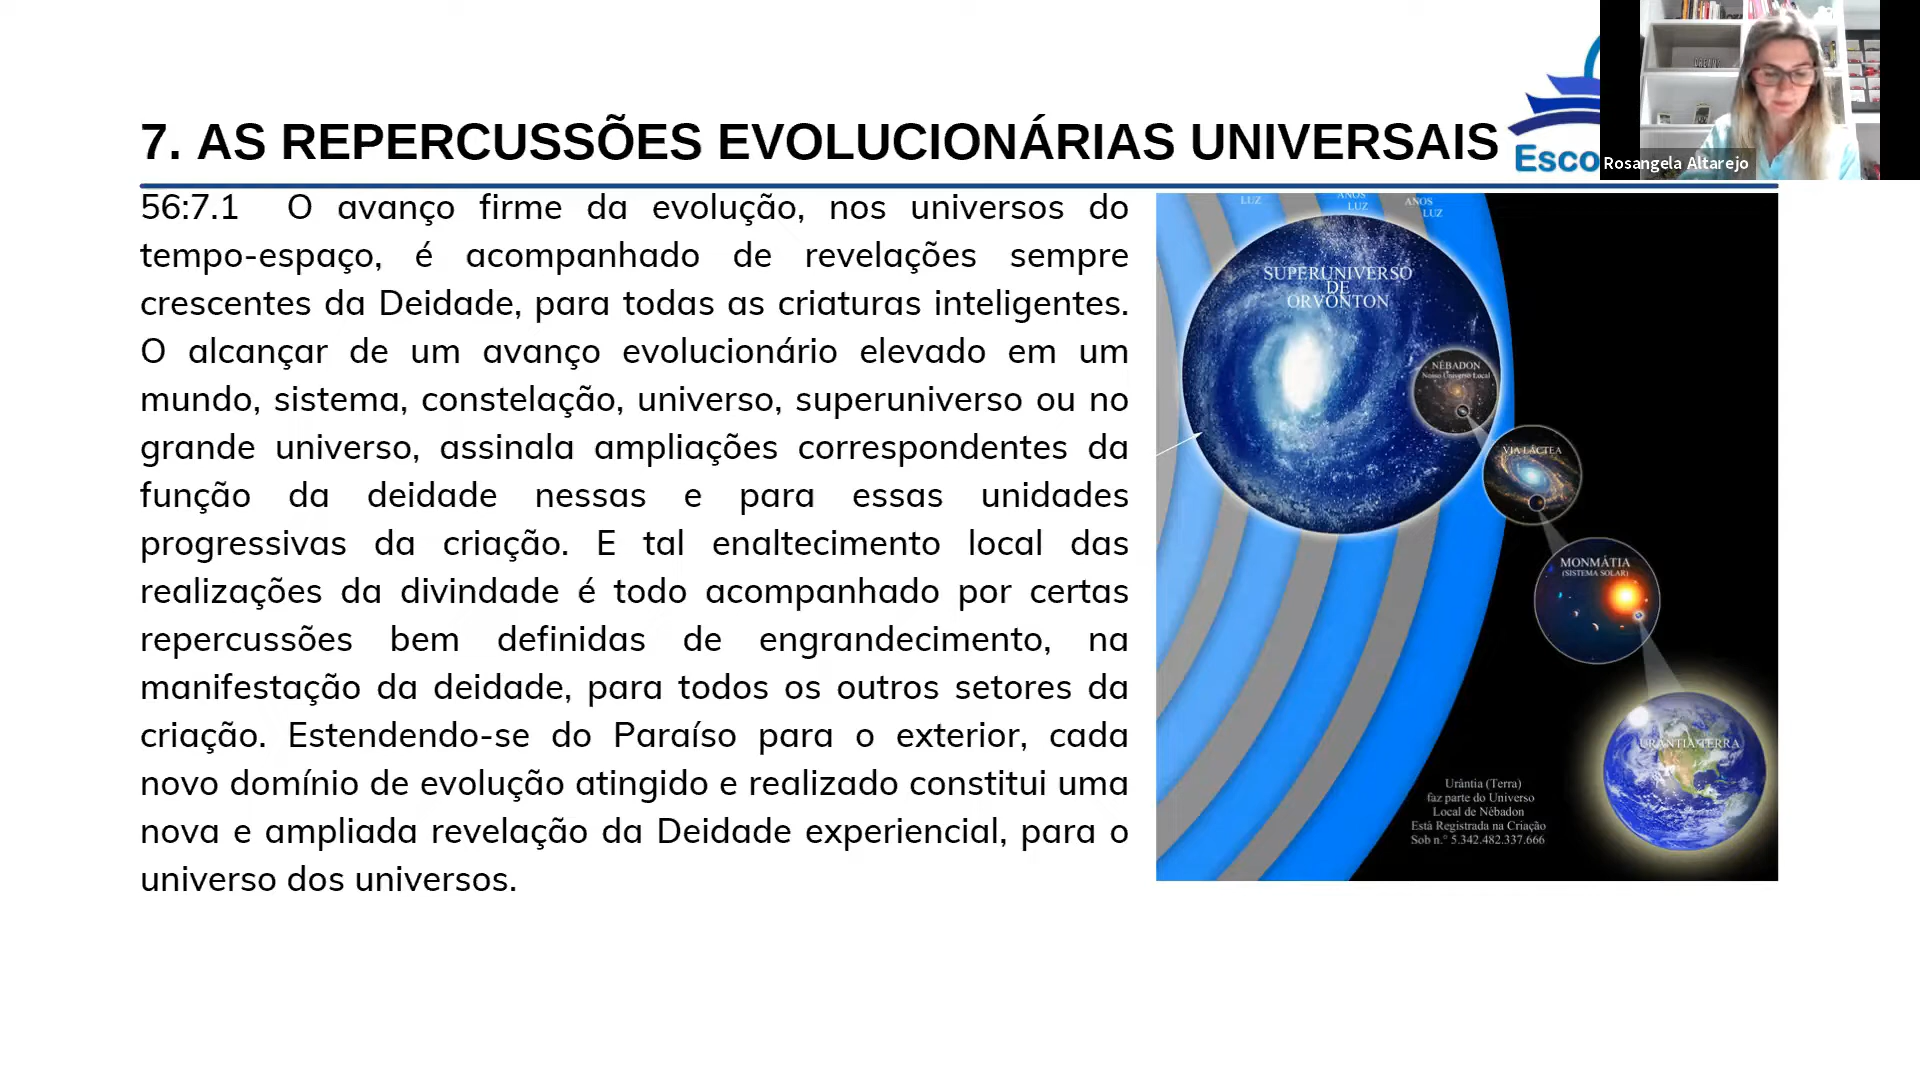 7. AS REPERCUSSÕES EVOLUCIONÁRIAS UNIVERSAIS
Esco
Rosangela Altarejo
56:7.1 O avanço firme da evolução, nos universos do
tempo-espaço, é acompanhado de revelações sempre
crescentes da Deidade, para todas as criaturas inteligentes.
O alcançar de um avanço evolucionário elevado em um
mundo, sistema, constelação, universo, superuniverso ou no
grande universo, assinala ampliações correspondentes da
função da deidade nessas e para essas unidades
progressivas da criação. E tal enaltecimento local das
realizações da divindade é todo acompanhado por certas
repercussões bem definidas de engrandecimento, na
manifestação da deidade, para todos os outros setores da
criação. Estendendo-se do Paraíso para o exterior, cada
novo domínio de evolução atingido e realizado constitui uma
nova e ampliada revelação da Deidade experiencial, para o
universo dos universos.
LUZ
ANOS
LUZ
ANOS
LUZ
SUPERUNIVERSO
DE
ORVONTON
NÉBADON
Nosso Universo Local
VIA LÁCTEA
MONMÁTIA
(SISTEMA SOLAR)
URANTIA/TERRA
Urântia (Terra)
faz parte do Universo
Local de Nébadon
Está Registrada na Criação
Sob n.° 5.342.482.337.666